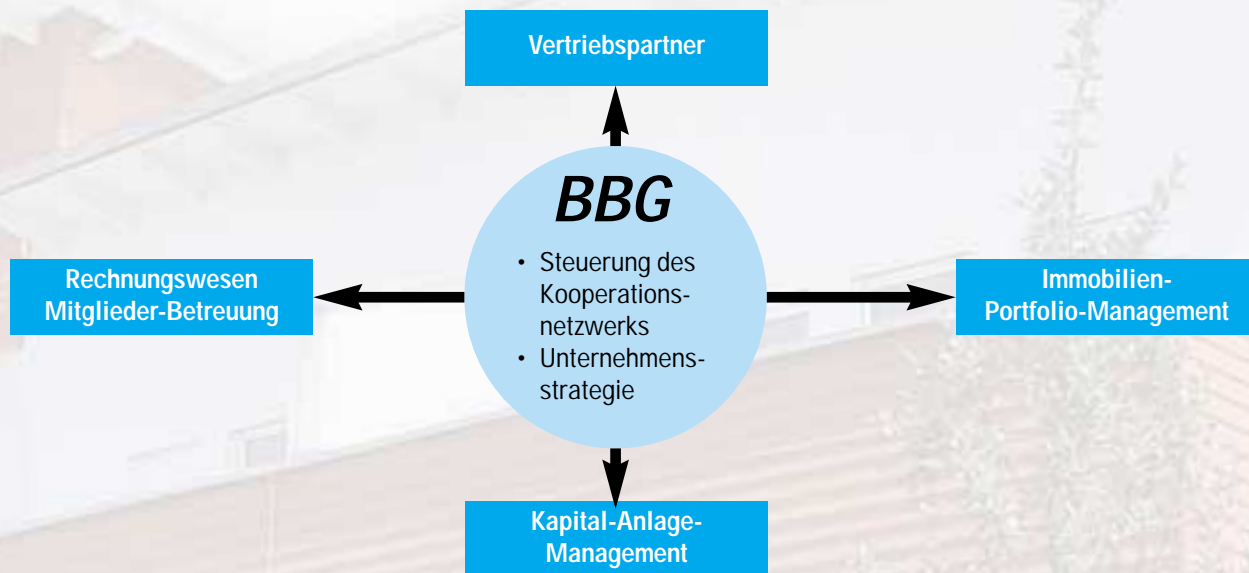 Vertriebspartner
BBG
• Steuerung des
Kooperations-
netzwerks
• Unternehmens-
strategie
Rechnungswesen
Mitglieder-Betreuung
Immobilien-
Portfolio-Management
Kapital-Anlage-
Management